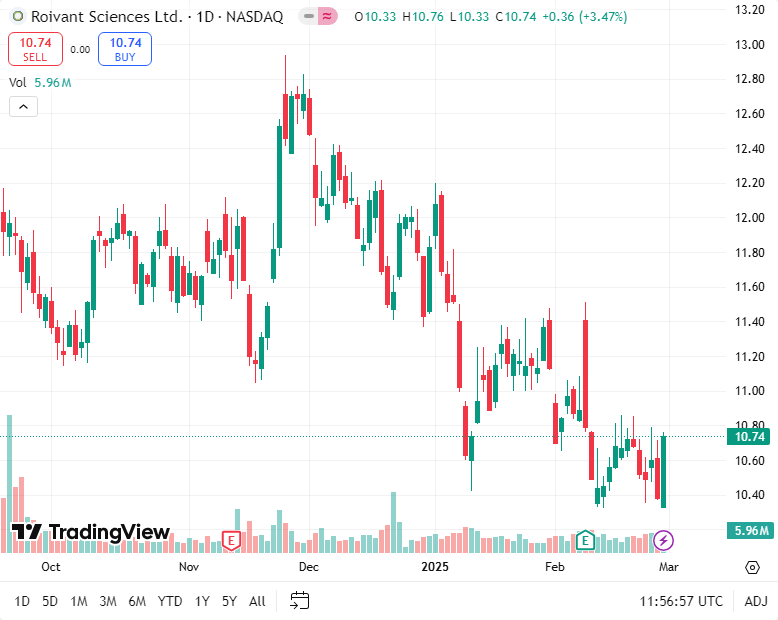 Roivant Sciences Ltd. · 1D · NASDAQ O10.33 H10.76 L10.33 C10.74 +0.36 (+3.47%)
10.74 SELL 0.00 10.74 BUY
Vol 5.96M
13.20
13.00
12.80
12.60
12.40
12.20
12.00
11.80
11.60
11.40
11.20
11.00
10.80
10.74
10.60
10.40
5.96M
TradingView
E E
Oct Nov Dec 2025 Feb Mar
1D 5D 1M 3M 6M YTD 1Y 5Y All 11:56:57 UTC ADJ